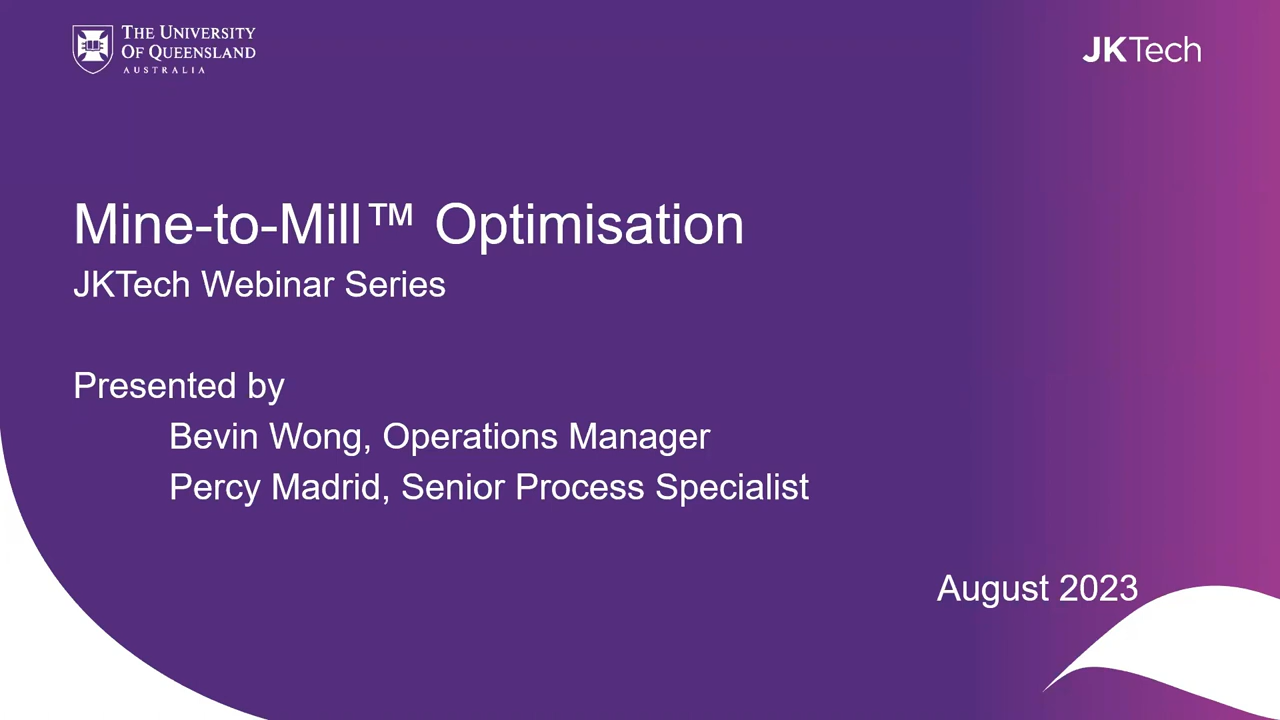 THE UNIVERSITY
OF QUEENSLAND
AUSTRALIA
JKTech
Mine-to-Mill™ Optimisation
JKTech Webinar Series
Presented by
Bevin Wong, Operations Manager
Percy Madrid, Senior Process Specialist
August 2023